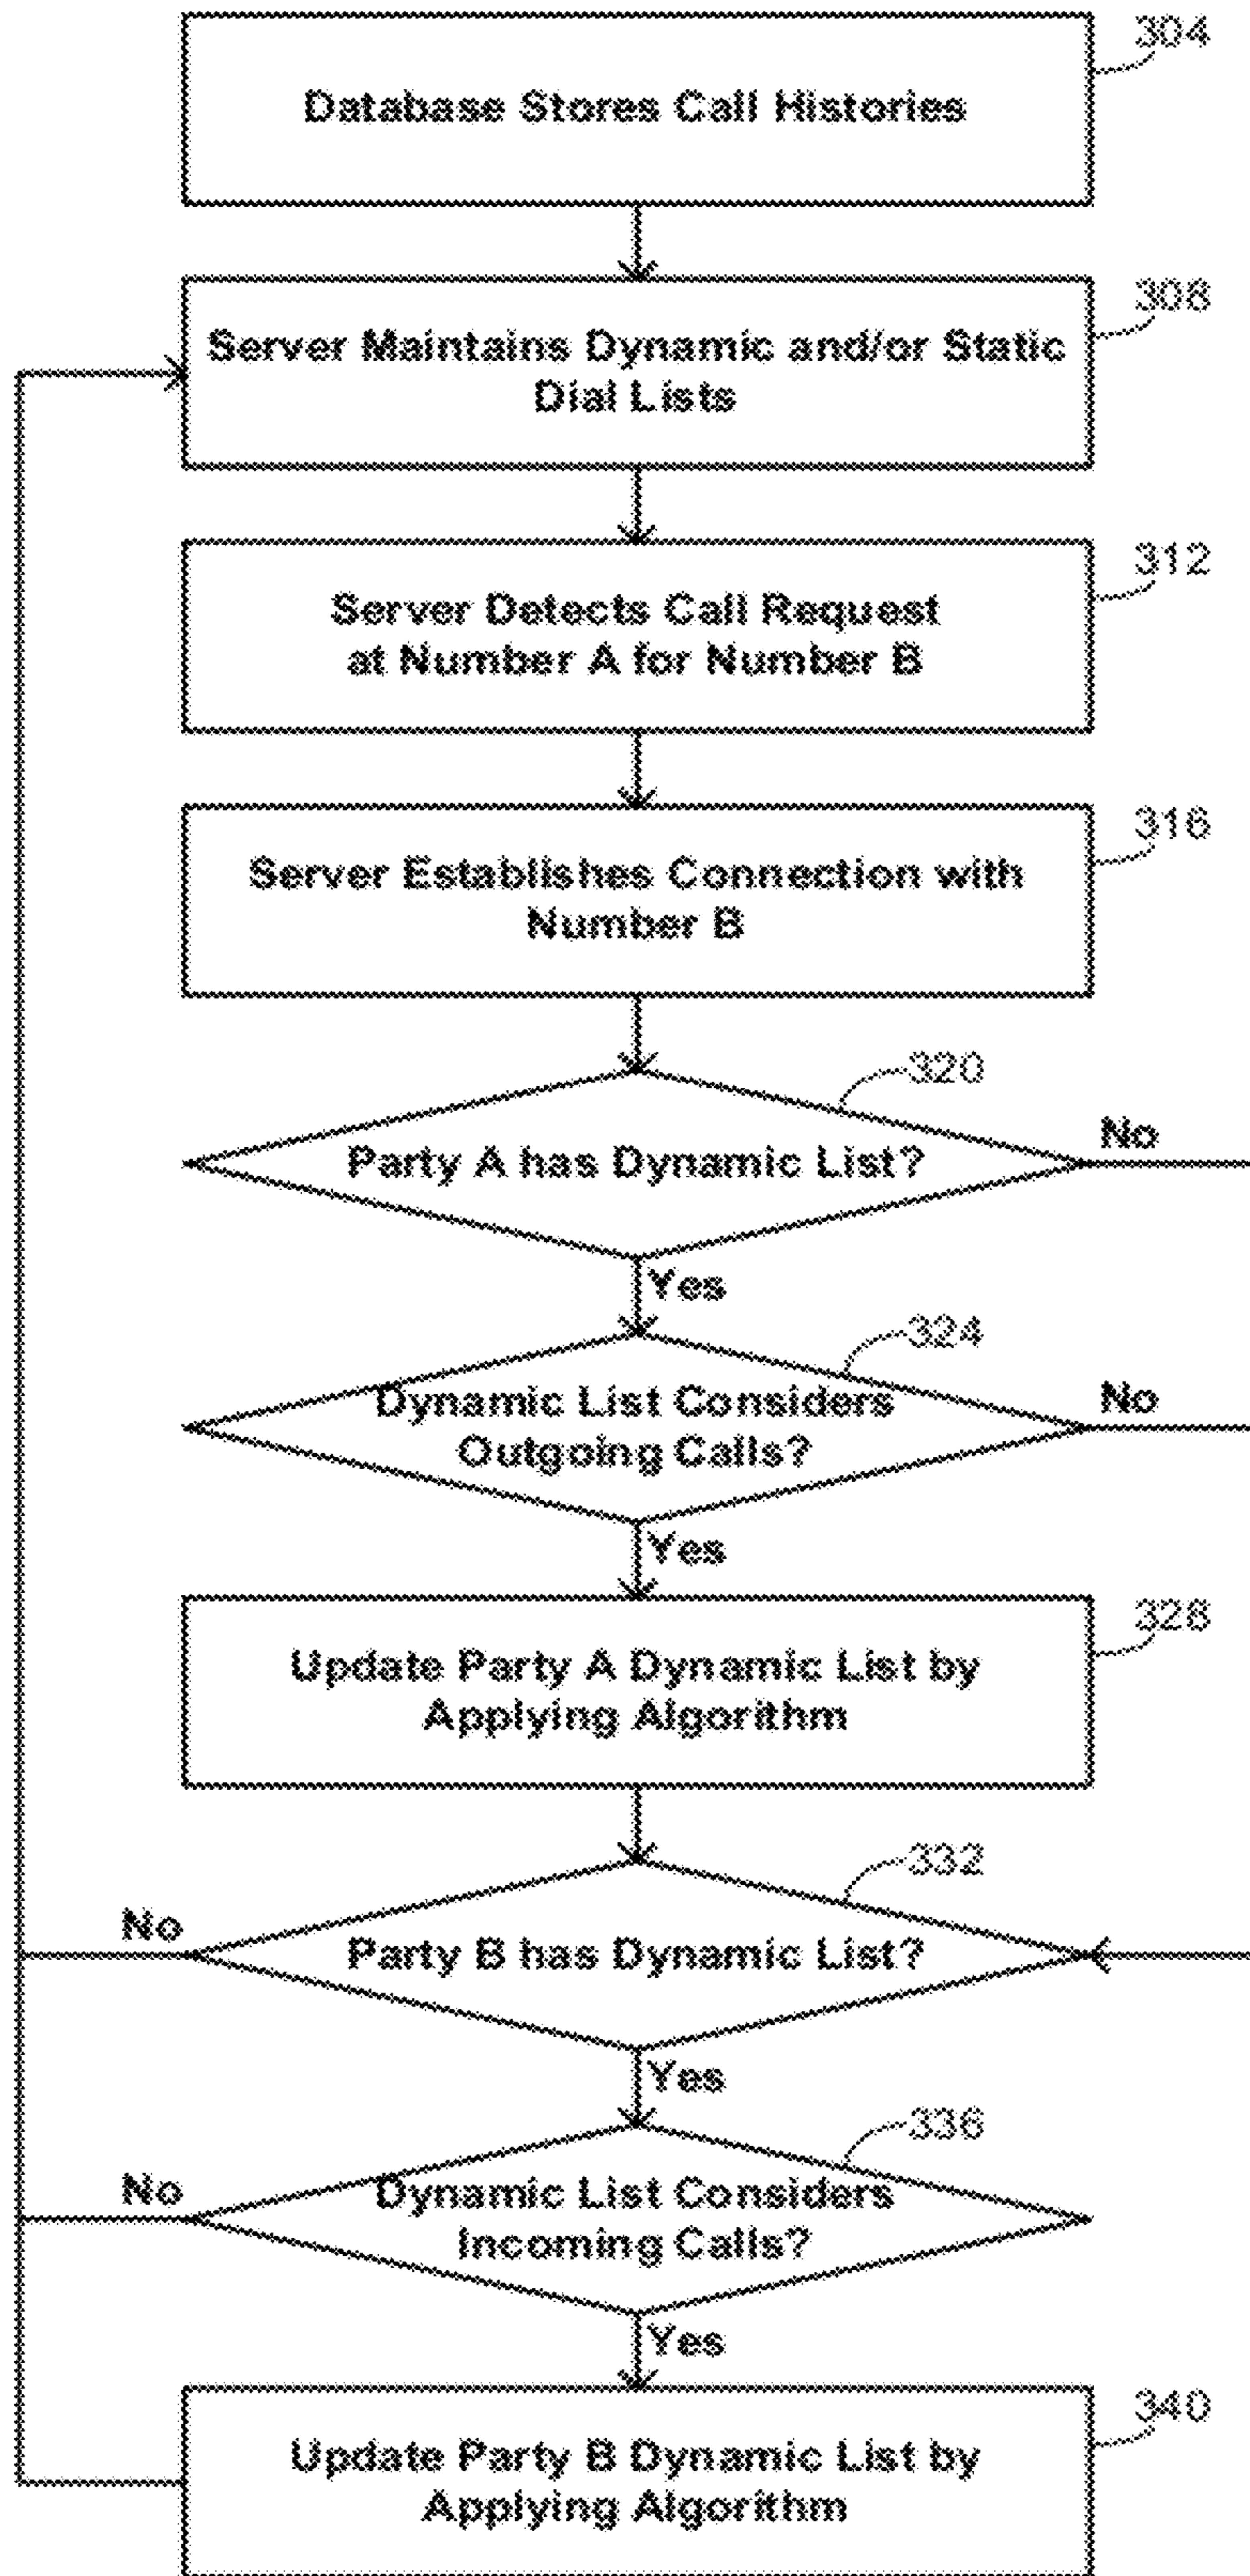 304
Database Stores Call Histories
308
Server Maintains Dynamic and/or Static
Dial Lists
312
Server Detects Call Request
at Number A for Number B
316
Server Establishes Connection with
Number B
320
No
Party A has Dynamic List?
Yes
324
No
Dynamic List Considers
Outgoing Calls?
Yes
328
Update Party A Dynamic List by
Applying Algorithm
332
No
Party B has Dynamic List?
Yes
336
No
Dynamic List Considers
Incoming Calls?
Yes
340
Update Party B Dynamic List by
Applying Algorithm